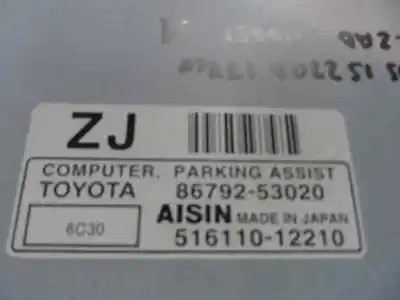 ZJ
COMPUTER, PARKING ASSIST
TOYOTA 86792-53020
6C30 AISIN MADE IN JAPAN
516110-12210